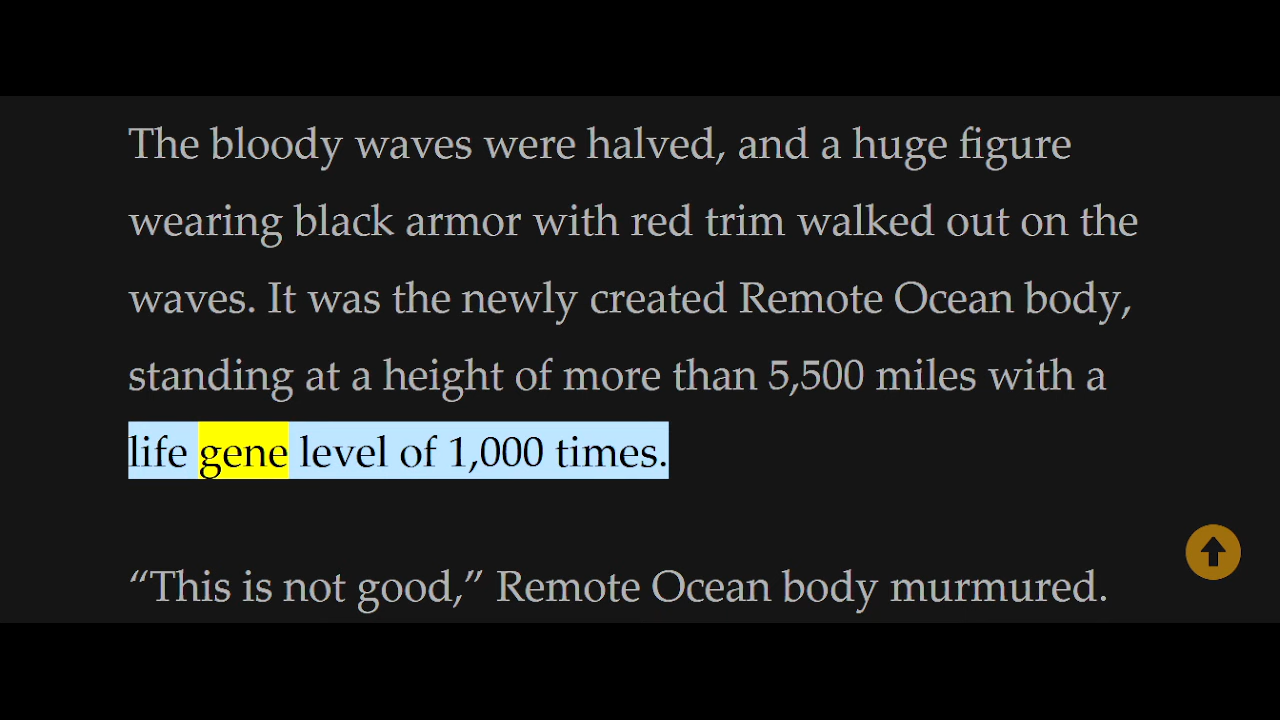 The bloody waves were halved, and a huge figure
wearing black armor with red trim walked out on the
waves. It was the newly created Remote Ocean body,
standing at a height of more than 5,500 miles with a
life gene level of 1,000 times.
“This is not good,” Remote Ocean body murmured.